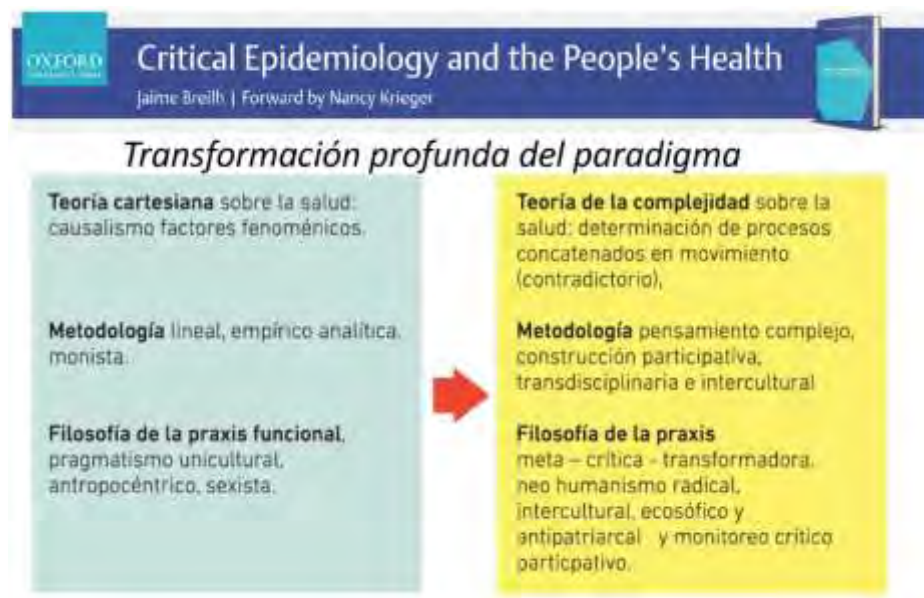 OXFORD
Critical Epidemiology and the People's Health
Jaime Breilh | Forward by Nancy Krieger
Transformación profunda del paradigma
Teoría cartesiana sobre la salud:
causalismo factores fenoménicos.
Metodología lineal, empírico analítica.
monista.
Filosofía de la praxis funcional,
pragmatismo unicultural,
antropocéntrico, sexista.
Teoría de la complejidad sobre la
salud: determinación de procesos
concatenados en movimiento
(contradictorio),
Metodología pensamiento complejo,
construcción participativa,
transdisciplinaria e intercultural
Filosofía de la praxis
meta – crítica - transformadora.
neo humanismo radical,
intercultural, ecosófico y
antipatriarcal y monitoreo crítico
particpativo.